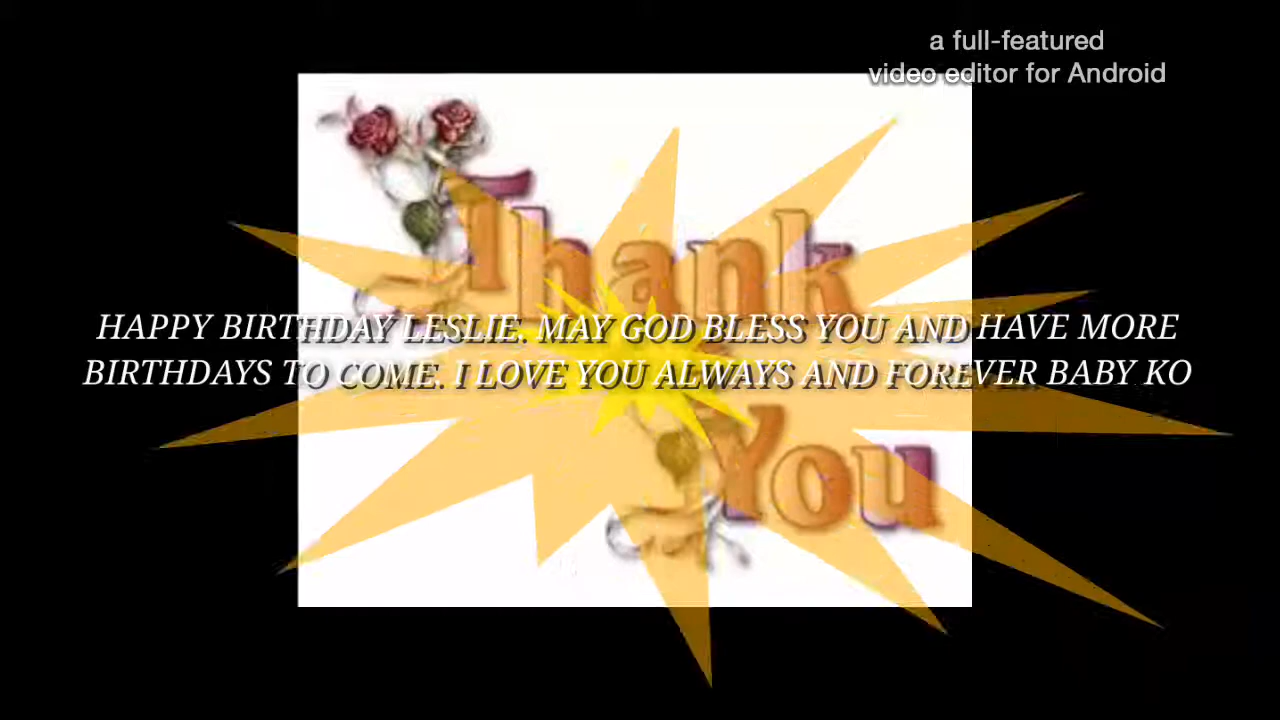 a full-featured
video editor for Android
Thank
HAPPY BIRTHDAY LESLIE. MAY GOD BLESS YOU AND HAVE MORE
BIRTHDAYS TO COME. I LOVE YOU ALWAYS AND FOREVER BABY KO
You